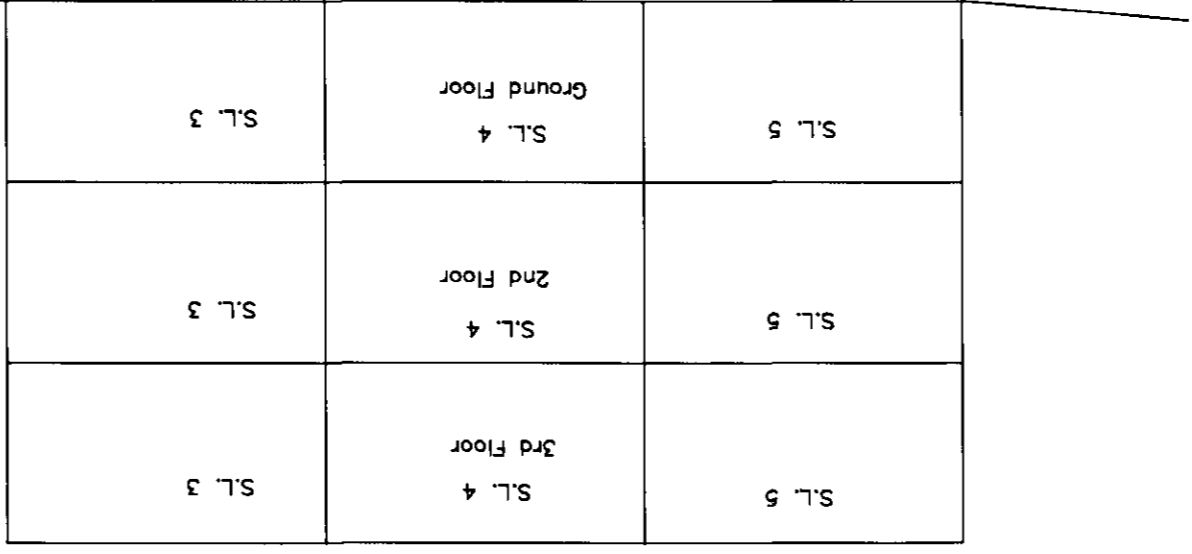 S.L. 5
S.L. 4
3rd Floor
S.L. 3
S.L. 5
S.L. 4
2nd Floor
S.L. 3
S.L. 5
S.L. 4
Ground Floor
S.L. 3